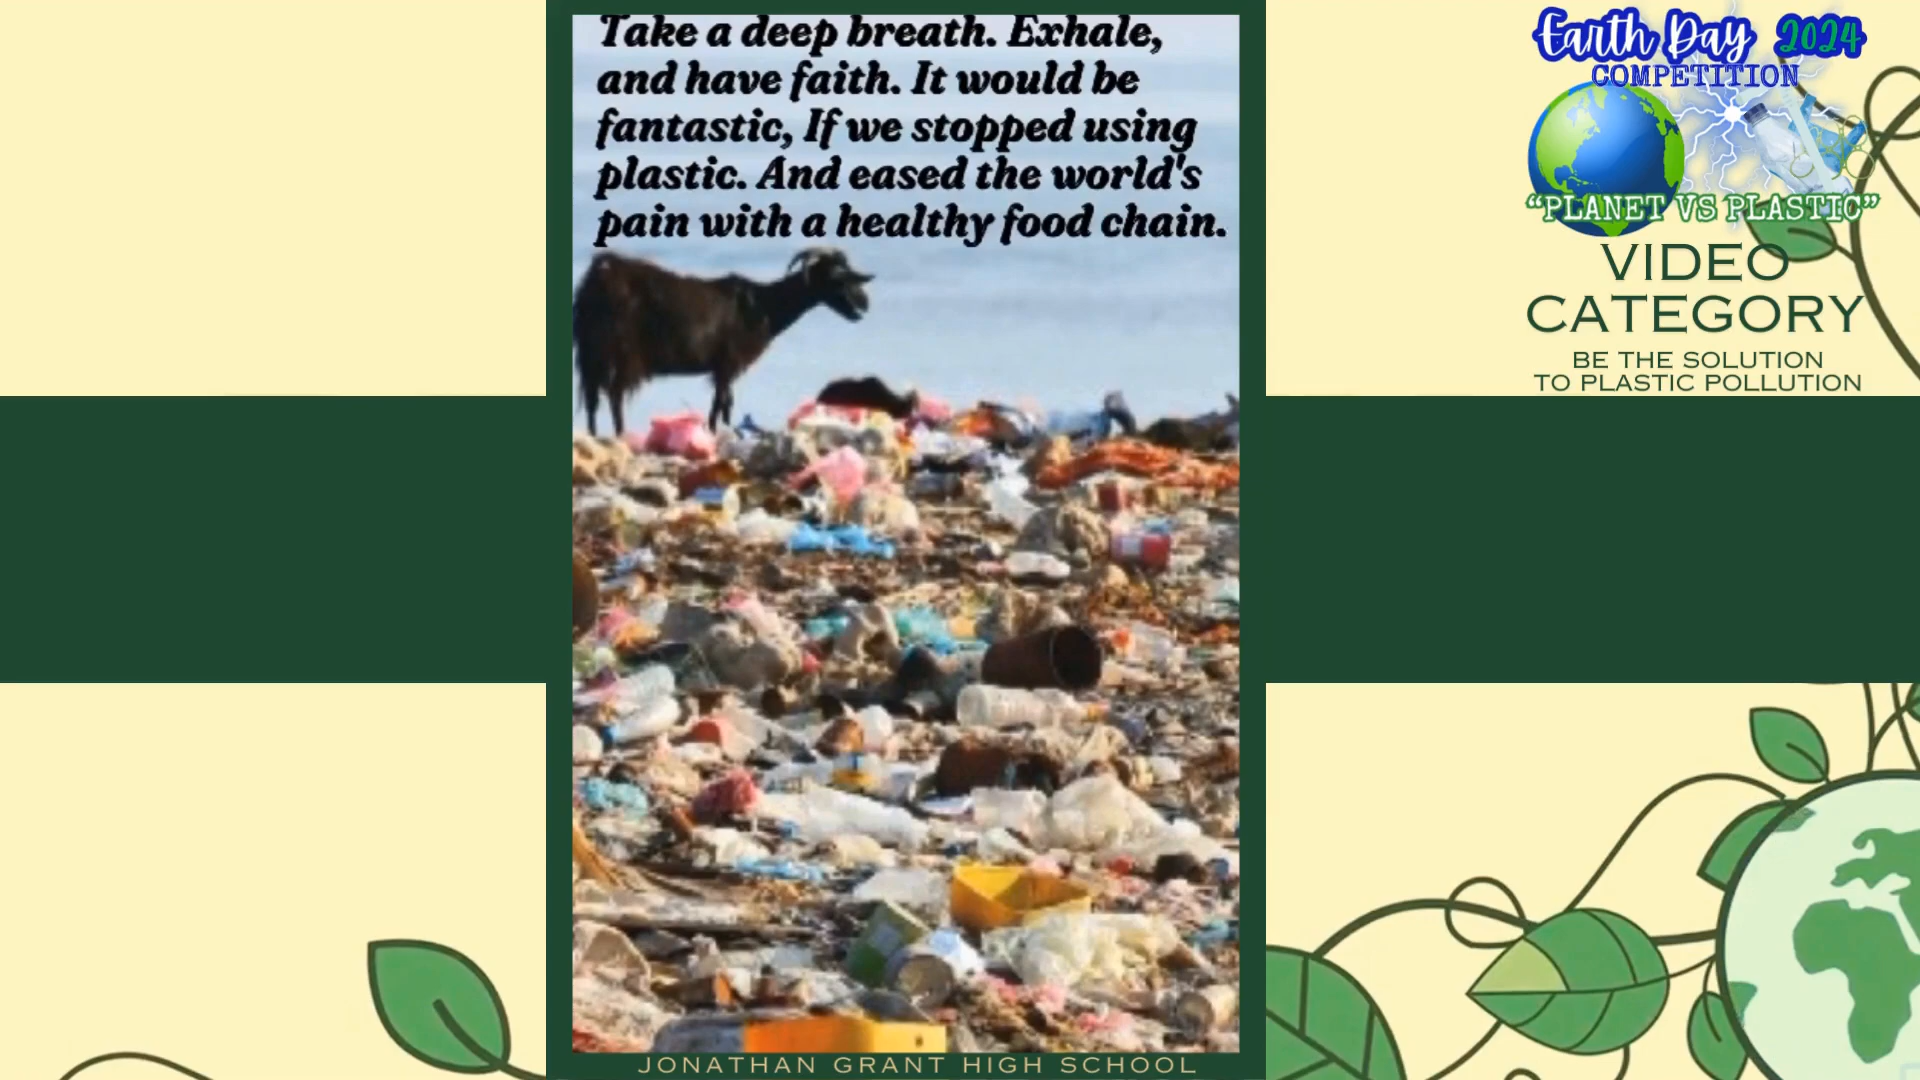 Take a deep breath. Exhale,
and have faith. It would be
fantastic, If we stopped using
plastic. And eased the world's
pain with a healthy food chain.
Earth Day 2024
COMPETITION
“PLANET VS PLASTIC”
VIDEO
CATEGORY
BE THE SOLUTION
TO PLASTIC POLLUTION
JONATHAN GRANT HIGH SCHOOL